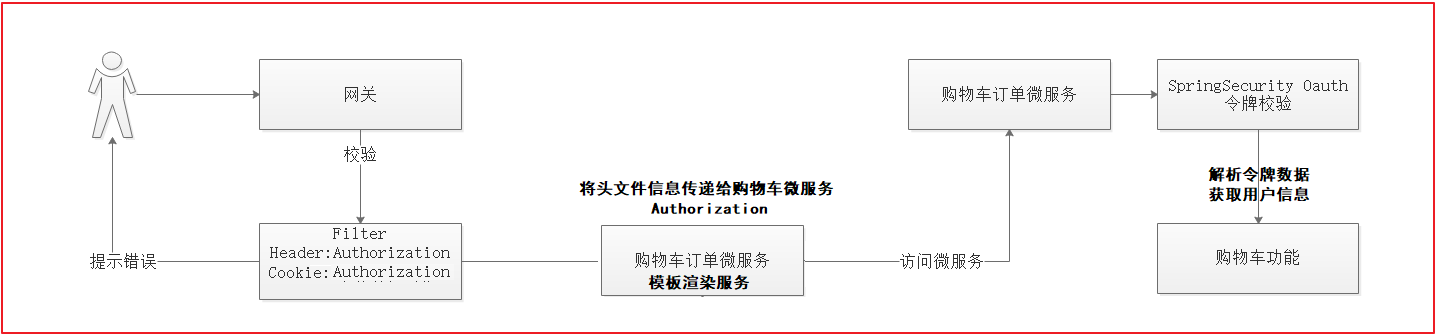 网关
校验
Filter
Header:Authorization
Cookie:Authorization
提示错误
将头文件信息传递给购物车微服务
Authorization
购物车订单微服务
模板渲染服务
访问微服务
购物车订单微服务
SpringSecurity Oauth
令牌校验
解析令牌数据
获取用户信息
购物车功能